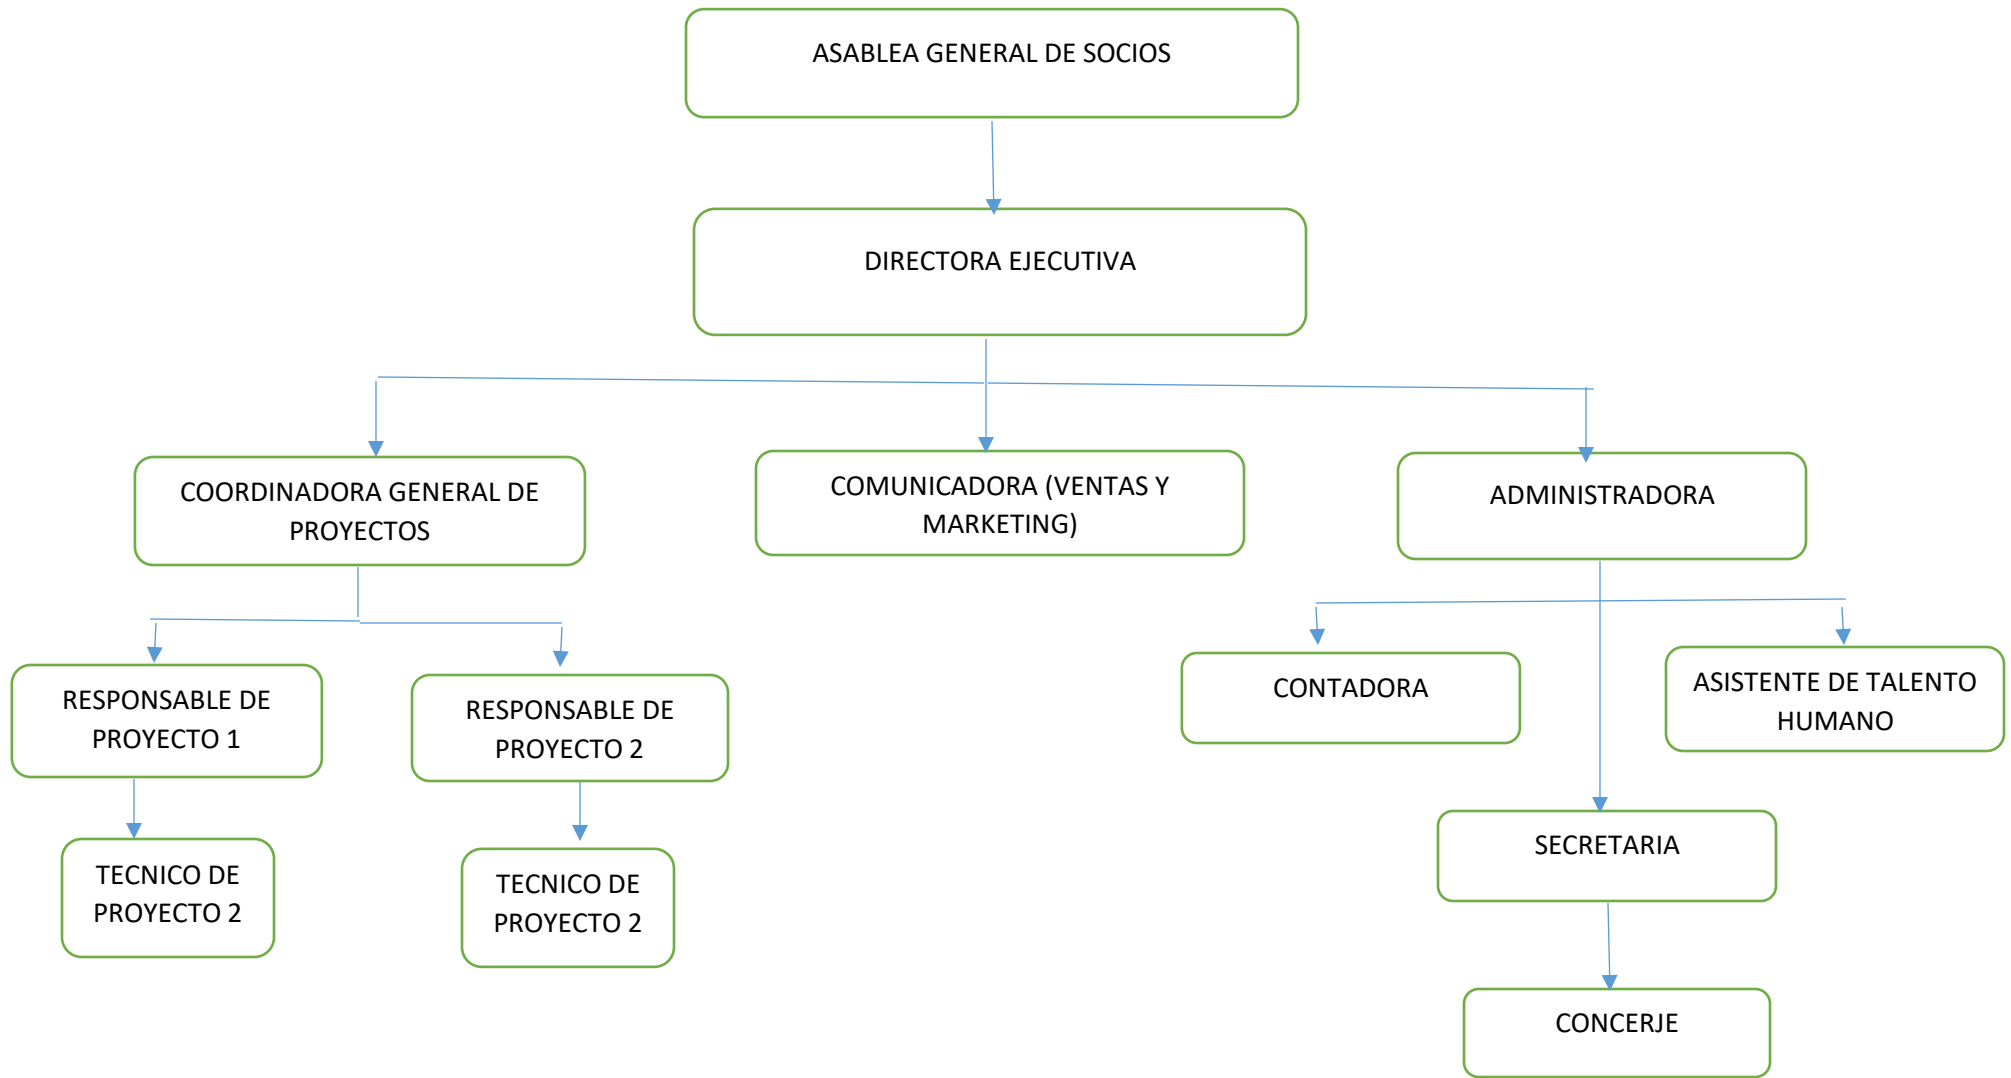 ASABLEA GENERAL DE SOCIOS
DIRECTORA EJECUTIVA
COORDINADORA GENERAL DE
PROYECTOS
COMUNICADORA (VENTAS Y
MARKETING)
ADMINISTRADORA
RESPONSABLE DE
PROYECTO 1
RESPONSABLE DE
PROYECTO 2
CONTADORA
ASISTENTE DE TALENTO
HUMANO
TECNICO DE
PROYECTO 2
TECNICO DE
PROYECTO 2
SECRETARIA
CONCERJE